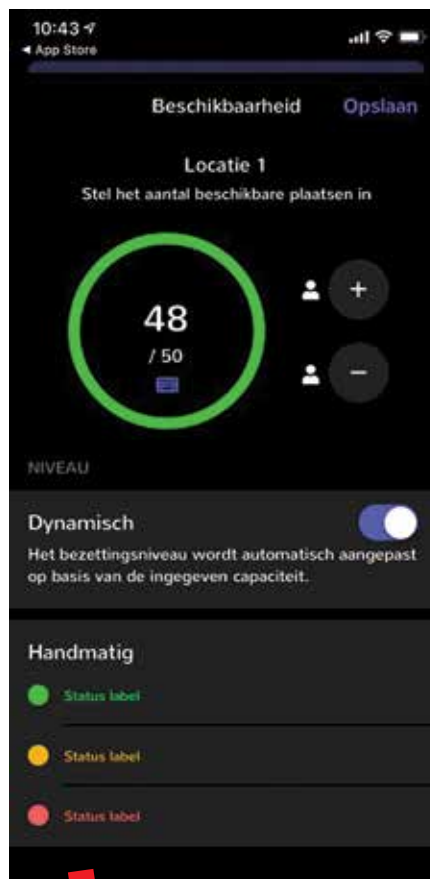 10:43
◀ App Store
Beschikbaarheid Opslaan
Locatie 1
Stel het aantal beschikbare plaatsen in
48
/ 50
+
−
NIVEAU
Dynamisch
Het bezettingsniveau wordt automatisch aangepast
op basis van de ingegeven capaciteit.
Handmatig
Status label
Status label
Status label